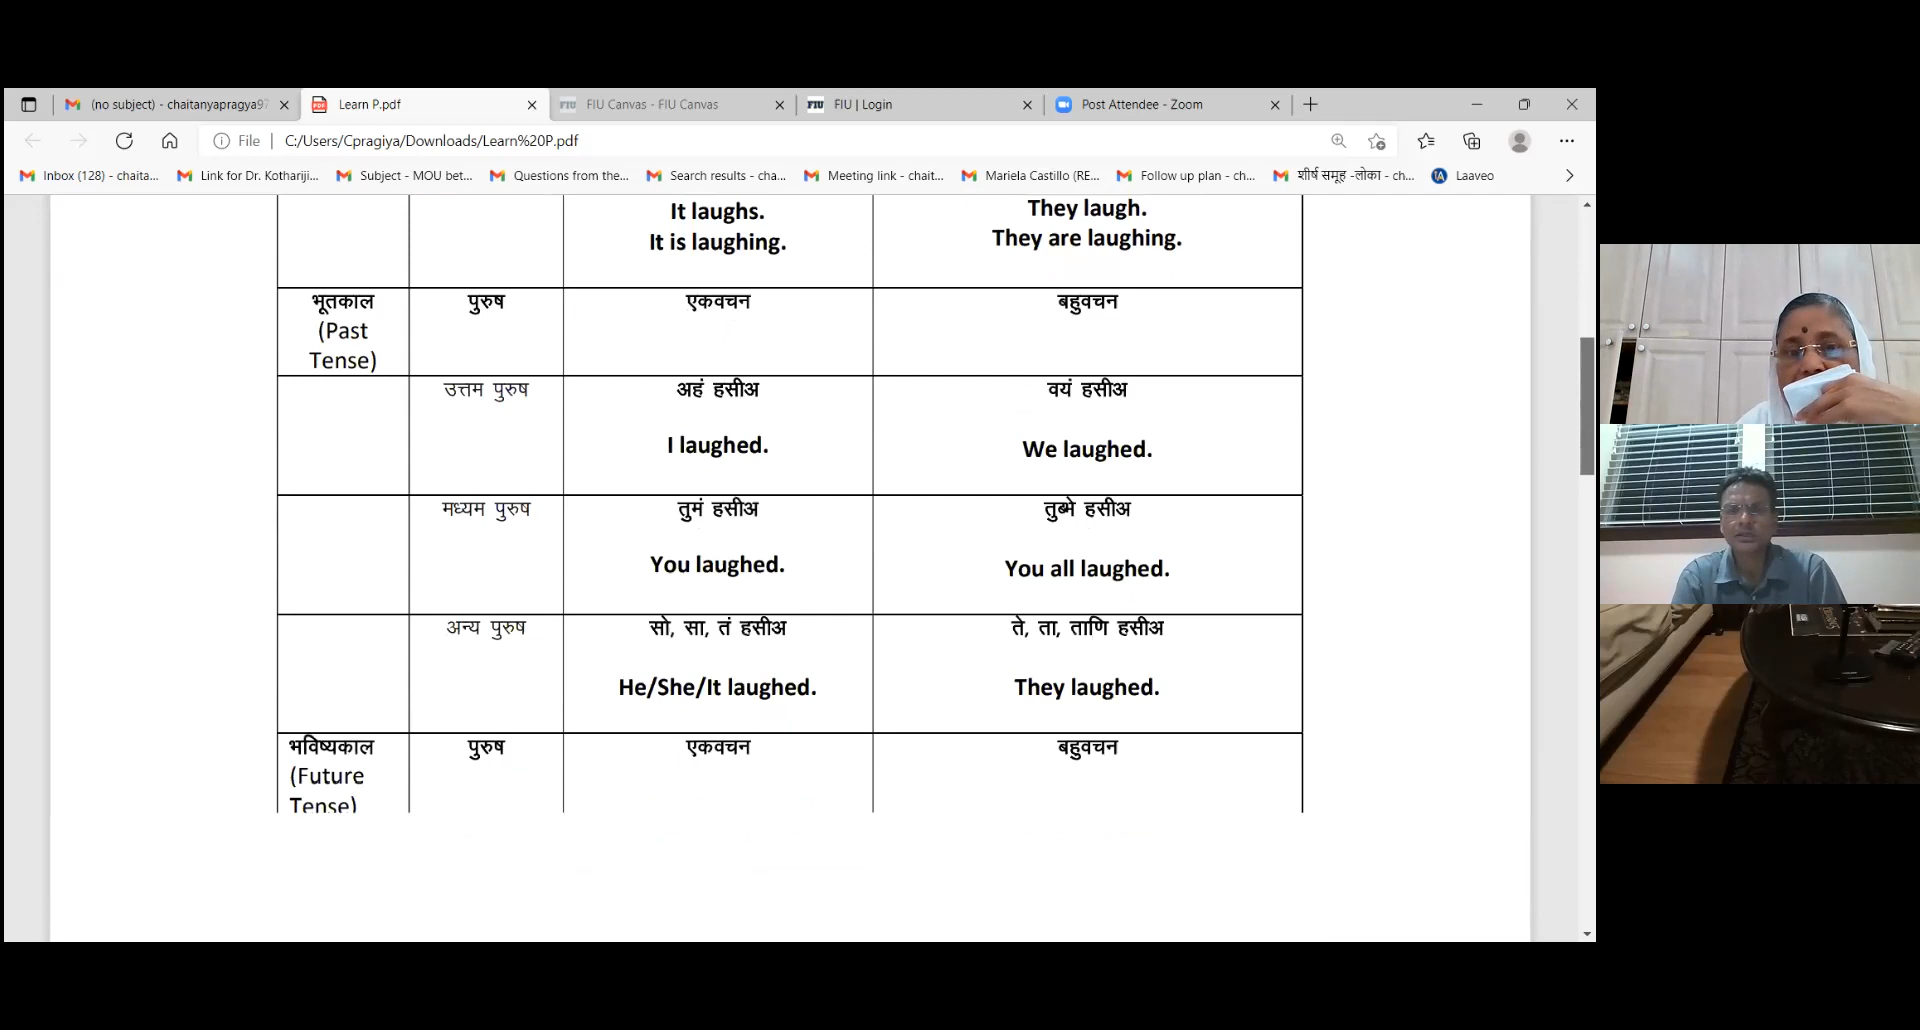 (no subject) - chaitanyapragya97
Learn P.pdf
FIU Canvas - FIU Canvas
FIU | Login
Post Attendee - Zoom
File
C:/Users/Cpragiya/Downloads/Learn%20P.pdf
Inbox (128) - chaita...
Link for Dr. Kothariji...
Subject - MOU bet...
Questions from the...
Search results - cha...
Meeting link - chait...
Mariela Castillo (RE...
Follow up plan - ch...
शीर्ष समूह -लोका - ch...
Laaveo
It laughs.
They laugh.
It is laughing.
They are laughing.
भूतकाल
(Past
Tense)
पुरुष
एकवचन
बहुवचन
उत्तम पुरुष
अहं हसीअ
वयं हसीअ
I laughed.
We laughed.
मध्यम पुरुष
तुमं हसीअ
तुब्भे हसीअ
You laughed.
You all laughed.
अन्य पुरुष
सो, सा, तं हसीअ
ते, ता, ताणि हसीअ
He/She/It laughed.
They laughed.
भविष्यकाल
(Future
Tense)
पुरुष
एकवचन
बहुवचन